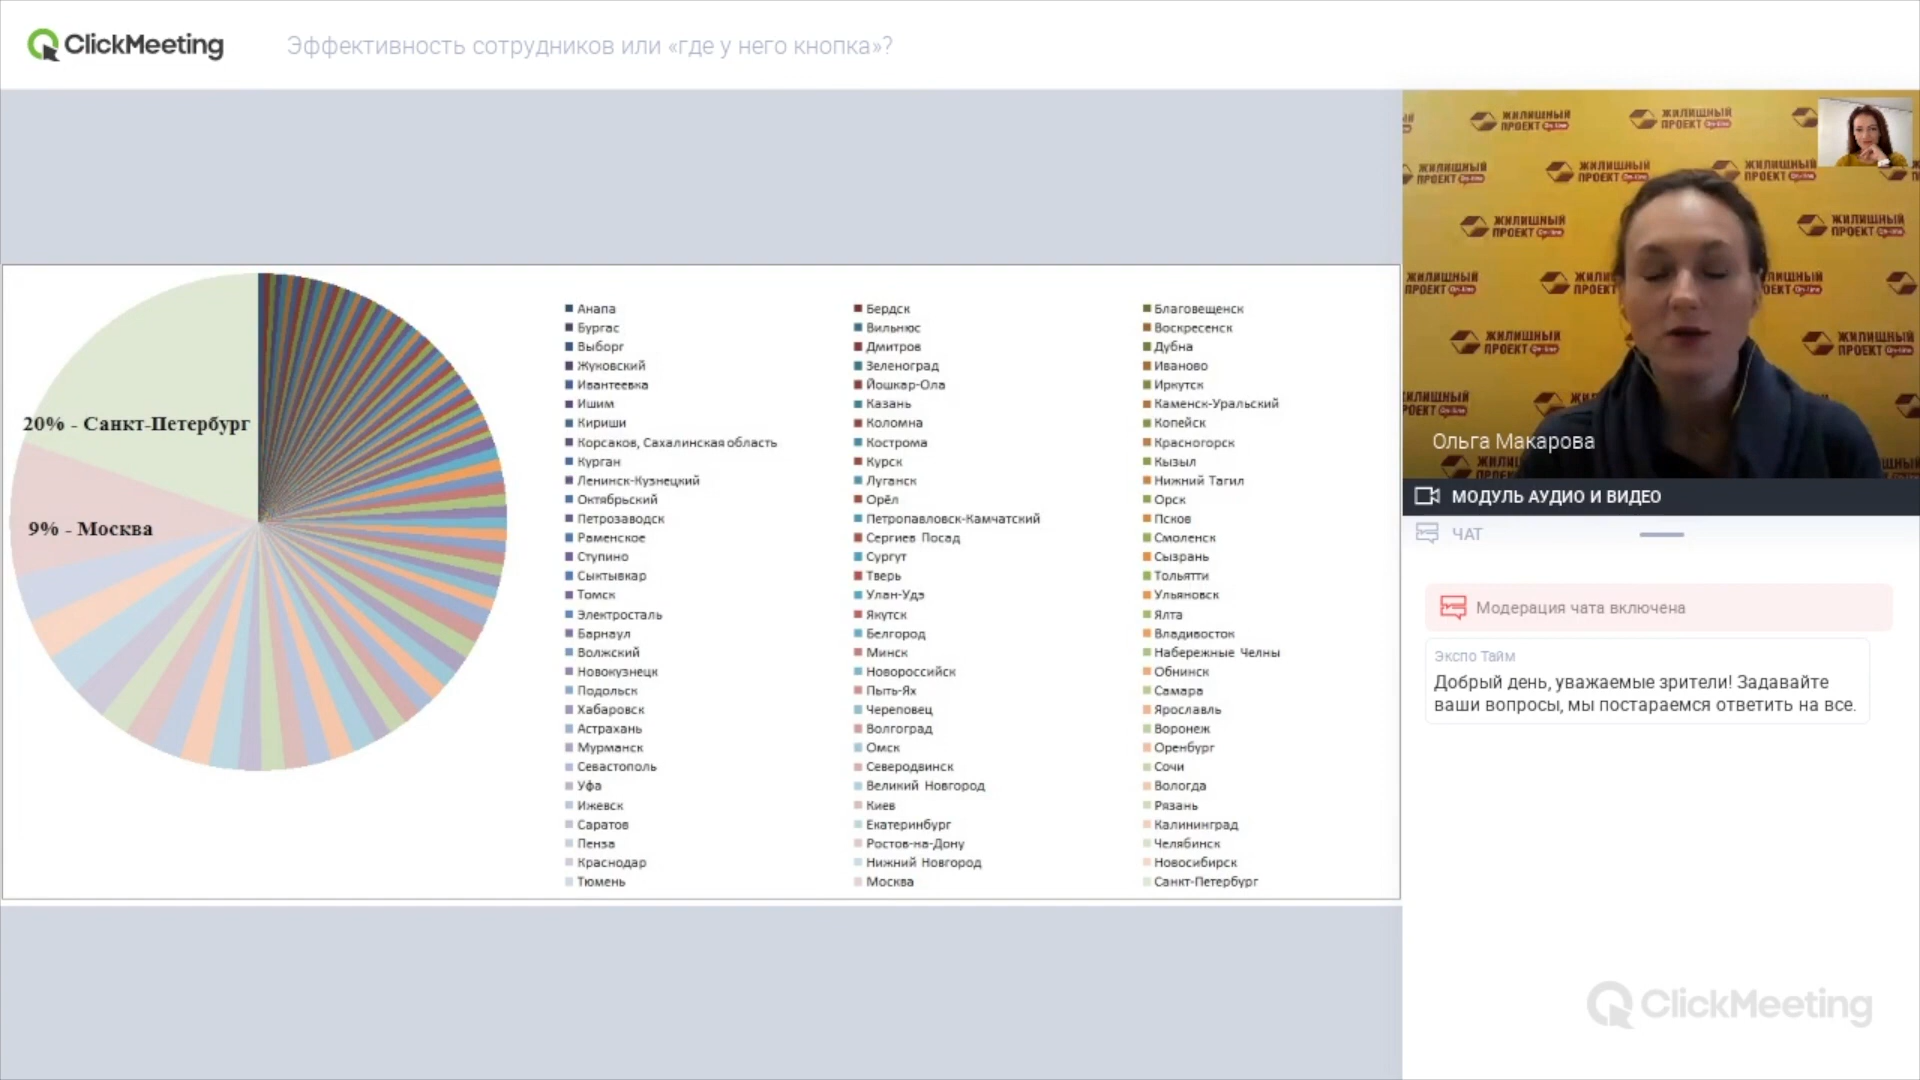 ClickMeeting
Эффективность сотрудников или «где у него кнопка»?
20% - Санкт-Петербург
9% - Москва
Анапа
Бердск
Благовещенск
Бургас
Вильнюс
Воскресенск
Выборг
Дмитров
Дубна
Жуковский
Зеленоград
Иваново
Ивантеевка
Йошкар-Ола
Иркутск
Ишим
Казань
Каменск-Уральский
Кириши
Коломна
Копейск
Корсаков, Сахалинская область
Кострома
Красногорск
Курган
Курск
Кызыл
Ленинск-Кузнецкий
Луганск
Нижний Тагил
Октябрьский
Орёл
Орск
Петрозаводск
Петропавловск-Камчатский
Псков
Раменское
Сергиев Посад
Смоленск
Ступино
Сургут
Сызрань
Сыктывкар
Тверь
Тольятти
Томск
Улан-Удэ
Ульяновск
Электросталь
Якутск
Ялта
Барнаул
Белгород
Владивосток
Волжский
Минск
Набережные Челны
Новокузнецк
Новороссийск
Обнинск
Подольск
Пыть-Ях
Самара
Хабаровск
Череповец
Ярославль
Астрахань
Волгоград
Воронеж
Мурманск
Омск
Оренбург
Севастополь
Северодвинск
Сочи
Уфа
Великий Новгород
Вологда
Ижевск
Киев
Рязань
Саратов
Екатеринбург
Калининград
Пенза
Ростов-на-Дону
Челябинск
Краснодар
Нижний Новгород
Новосибирск
Тюмень
Москва
Санкт-Петербург
ЖИЛИЩНЫЙ
ПРОЕКТ On-line
Ольга Макарова
МОДУЛЬ АУДИО И ВИДЕО
ЧАТ
Модерация чата включена
Экспо Тайм
Добрый день, уважаемые зрители! Задавайте
ваши вопросы, мы постараемся ответить на все.
ClickMeeting